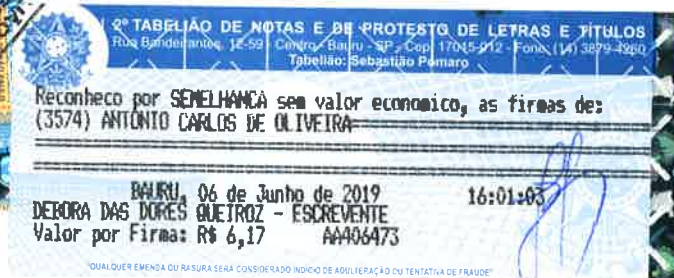 2º TABELIÃO DE NOTAS E DE PROTESTO DE LETRAS E TÍTULOS
Rua Bandeirantes, 12-59 - Centro - Bauru - SP - Cep 17015-012 - Fone: (14) 3879-4260
Tabelião: Sebastião Pomaro
Reconheco por SEMELHANCA sem valor economico, as firmas de:
(3574) ANTONIO CARLOS DE OLIVEIRA
BAURU, 06 de Junho de 2019 16:01:03
DEBORA DAS DORES QUEIROZ - ESCREVENTE
Valor por Firma: R$ 6,17 AA406473
"QUALQUER EMENDA OU RASURA SERÁ CONSIDERADO INDÍCIO DE ADULTERAÇÃO OU TENTATIVA DE FRAUDE"